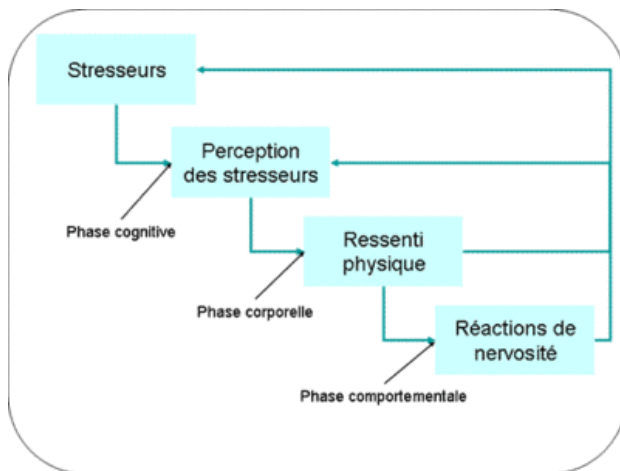 Stresseurs
Perception
des stresseurs
Phase cognitive
Ressenti
physique
Phase corporelle
Réactions de
nervosité
Phase comportementale